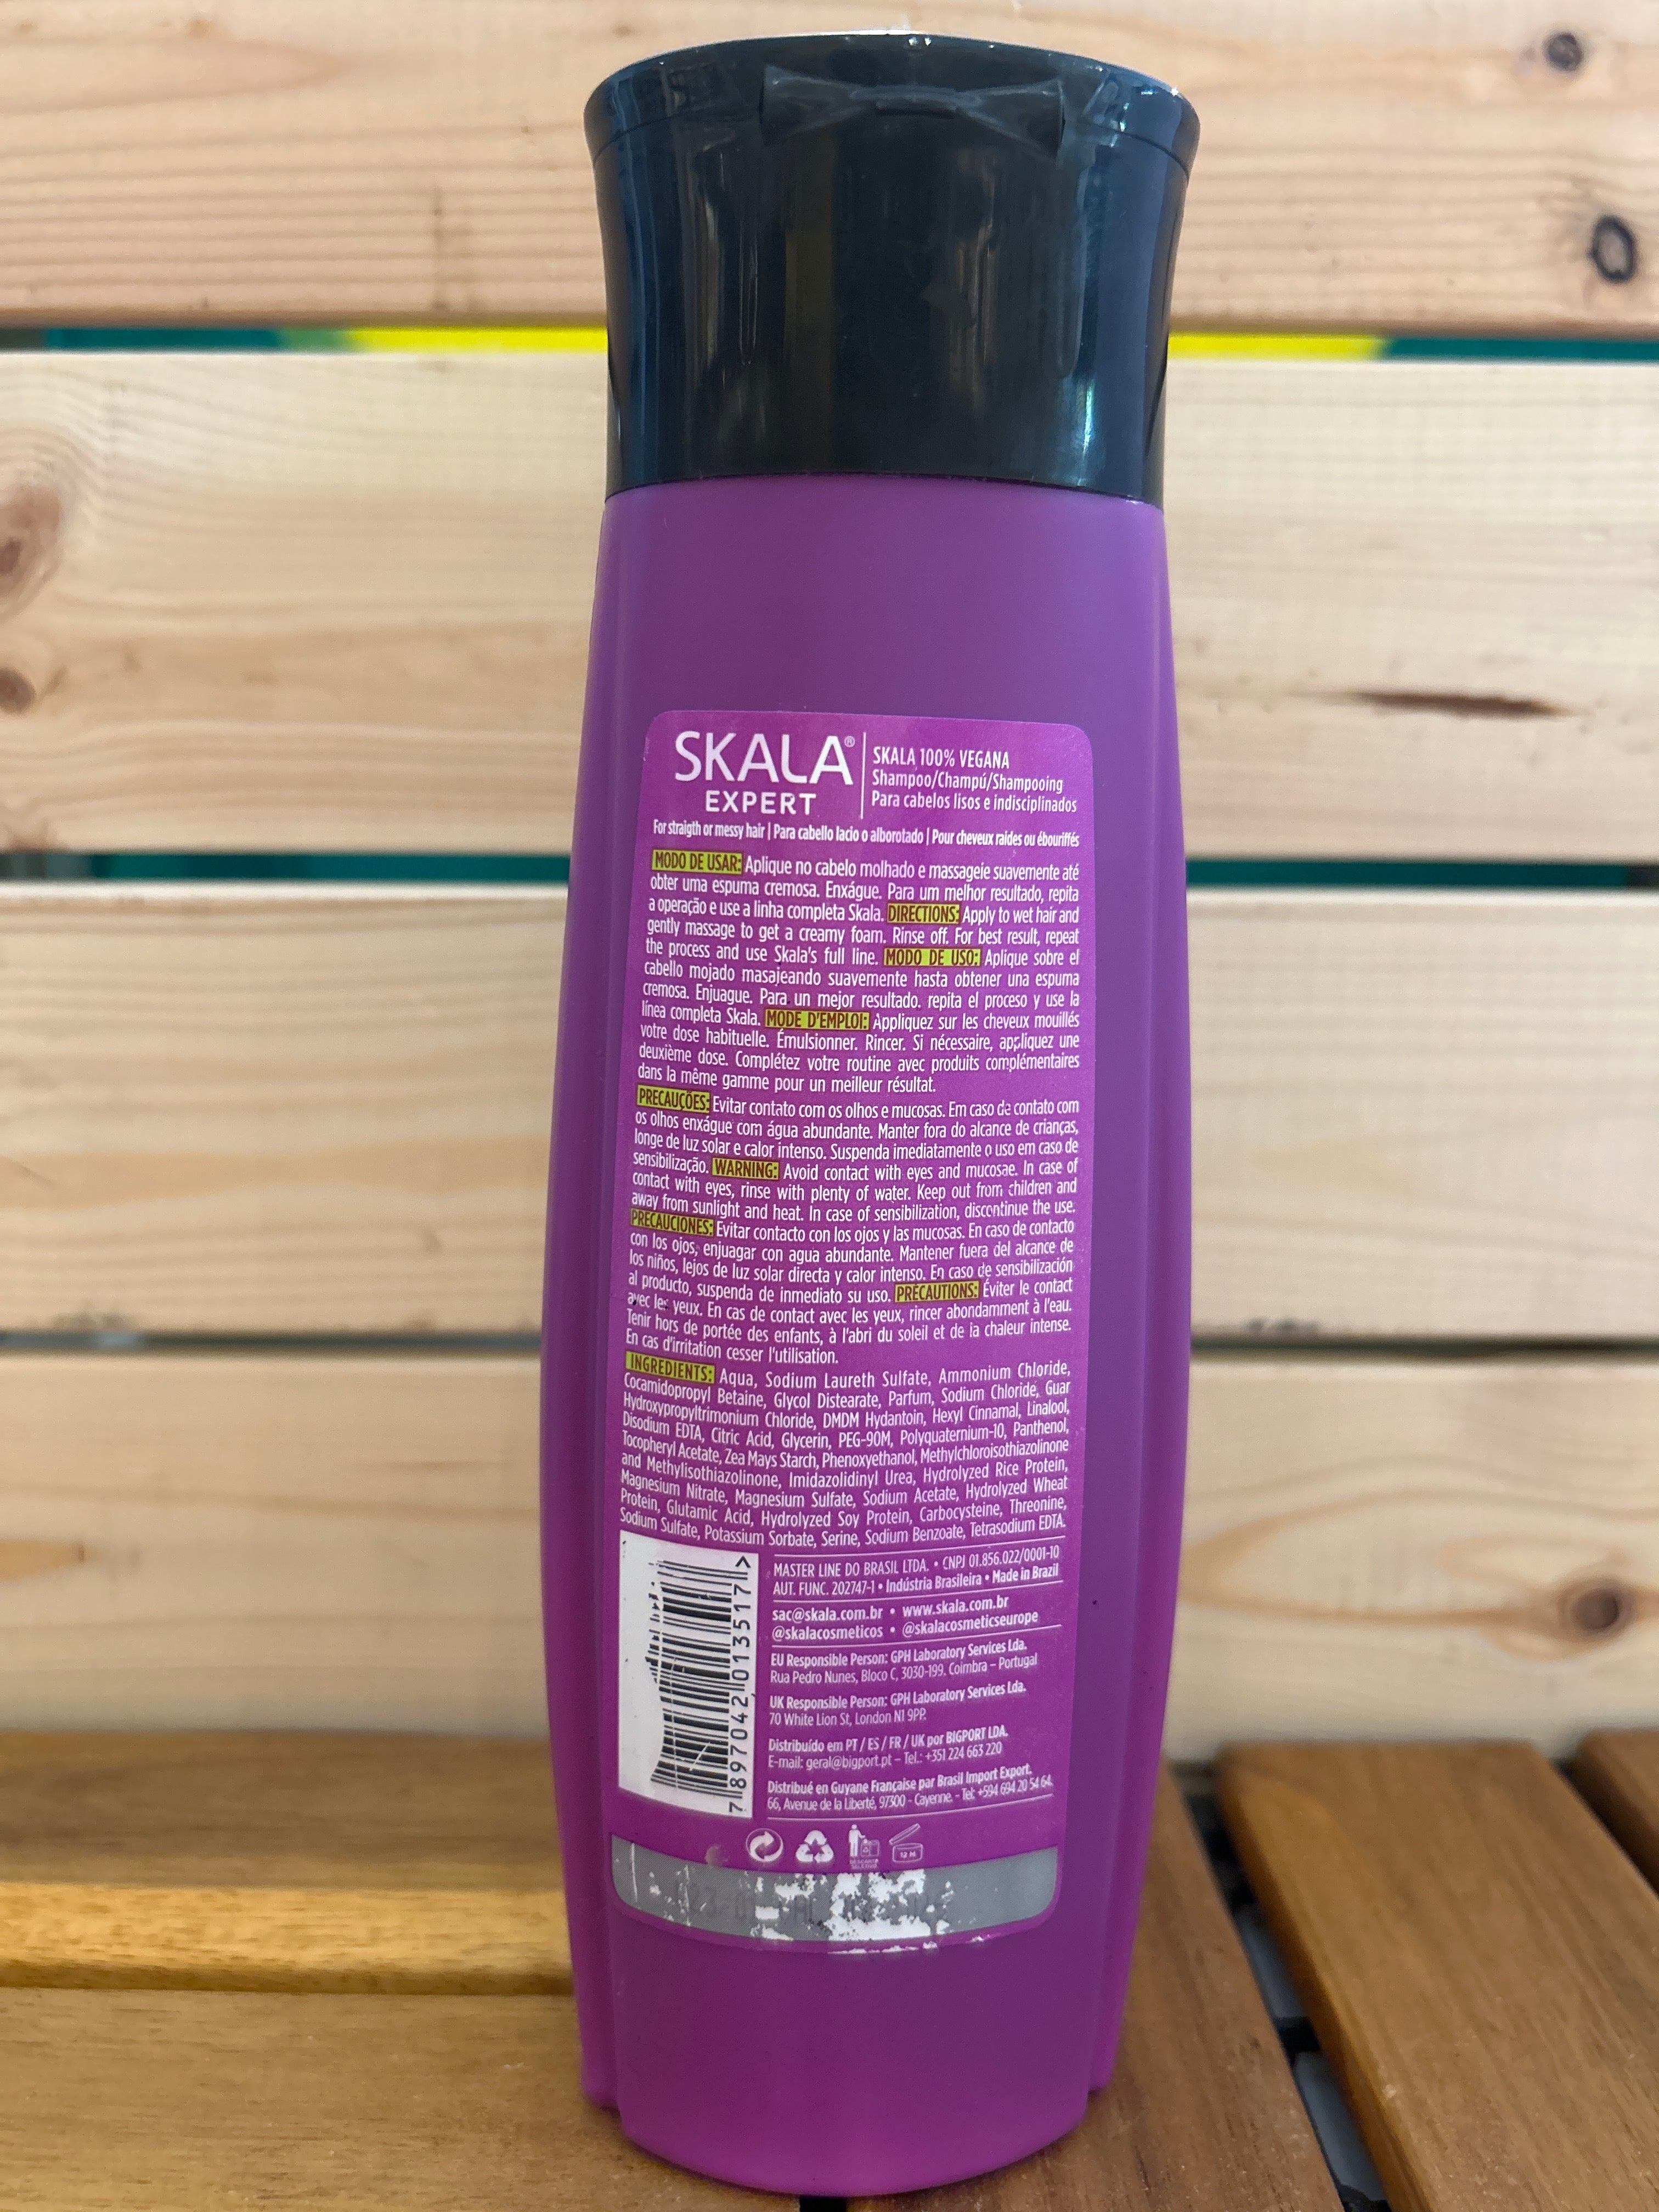 SKALA®
EXPERT
SKALA 100% VEGANA
Shampoo/Champú/Shampooing
Para cabelos lisos e indisciplinados
For straigth or messy hair | Para cabello lacio o alborotado | Pour cheveux raides ou ébouriffés
MODO DE USAR: Aplique no cabelo molhado e massageie suavemente até
obter uma espuma cremosa. Enxágue. Para um melhor resultado, repita
a operação e use a linha completa Skala. DIRECTIONS: Apply to wet hair and
gently massage to get a creamy foam. Rinse off. For best result, repeat
the process and use Skala's full line. MODO DE USO: Aplique sobre el
cabello mojado masajeando suavemente hasta obtener una espuma
cremosa. Enjuague. Para un mejor resultado. repita el proceso y use la
línea completa Skala. MODE D'EMPLOI: Appliquez sur les cheveux mouillés
votre dose habituelle. Émulsionner. Rincer. Si nécessaire, appliquez une
deuxième dose. Complétez votre routine avec produits complémentaires
dans la même gamme pour un meilleur résultat.
PRECAUÇÕES: Evitar contato com os olhos e mucosas. Em caso de contato com
os olhos enxágue com água abundante. Manter fora do alcance de crianças,
longe de luz solar e calor intenso. Suspenda imediatamente o uso em caso de
sensibilização. WARNING: Avoid contact with eyes and mucosae. In case of
contact with eyes, rinse with plenty of water. Keep out from children and
away from sunlight and heat. In case of sensibilization, discontinue the use.
PRECAUCIONES: Evitar contacto con los ojos y las mucosas. En caso de contacto
con los ojos, enjuagar con agua abundante. Mantener fuera del alcance de
los niños, lejos de luz solar directa y calor intenso. En caso de sensibilización
al producto, suspenda de inmediato su uso. PRÉCAUTIONS: Éviter le contact
avec les yeux. En cas de contact avec les yeux, rincer abondamment à l'eau.
Tenir hors de portée des enfants, à l'abri du soleil et de la chaleur intense.
En cas d'irritation cesser l'utilisation.
INGREDIENTS: Aqua, Sodium Laureth Sulfate, Ammonium Chloride,
Cocamidopropyl Betaine, Glycol Distearate, Parfum, Sodium Chloride, Guar
Hydroxypropyltrimonium Chloride, DMDM Hydantoin, Hexyl Cinnamal, Linalool,
Disodium EDTA, Citric Acid, Glycerin, PEG-90M, Polyquaternium-10, Panthenol,
Tocopheryl Acetate, Zea Mays Starch, Phenoxyethanol, Methylchloroisothiazolinone
and Methylisothiazolinone, Imidazolidinyl Urea, Hydrolyzed Rice Protein,
Magnesium Nitrate, Magnesium Sulfate, Sodium Acetate, Hydrolyzed Wheat
Protein, Glutamic Acid, Hydrolyzed Soy Protein, Carbocysteine, Threonine,
Sodium Sulfate, Potassium Sorbate, Serine, Sodium Benzoate, Tetrasodium EDTA.
7 897042 013517 >
MASTER LINE DO BRASIL LTDA. • CNPJ 01.856.022/0001-10
AUT. FUNC. 202747-1 • Indústria Brasileira • Made in Brazil
sac@skala.com.br • www.skala.com.br
@skalacosmeticos • @skalacosmeticseurope
EU Responsible Person: GPH Laboratory Services Lda.
Rua Pedro Nunes, Bloco C, 3030-199. Coimbra – Portugal
UK Responsible Person: GPH Laboratory Services Lda.
70 White Lion St, London N1 9PP.
Distribuído em PT / ES / FR / UK por BIGPORT LDA.
E-mail: geral@bigport.pt – Tel.: +351 224 663 220
Distribué en Guyane Française par Brasil Import Export.
66, Avenue de la Liberté, 97300 - Cayenne. - Tel: +594 694 20 54 64.
12 M